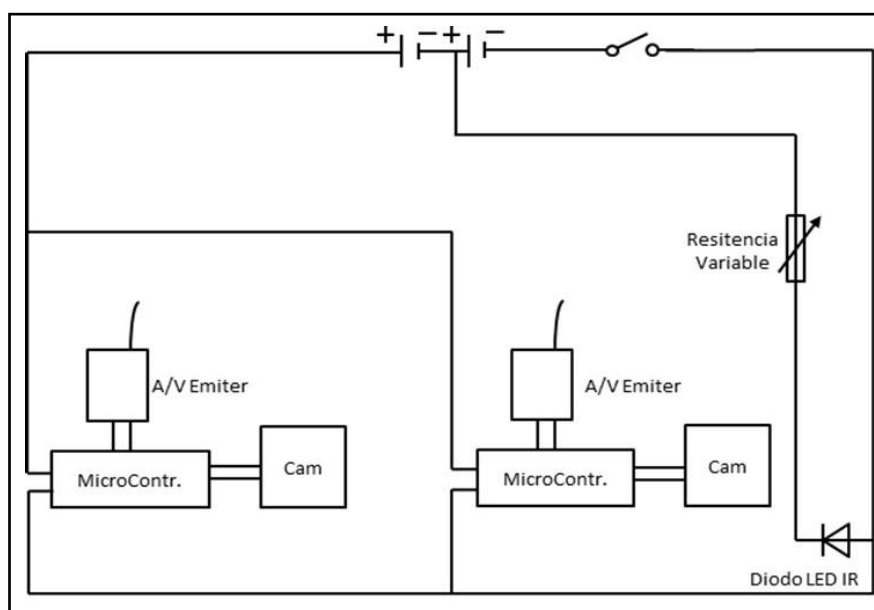 + − + −
Resitencia
Variable
A/V Emiter
A/V Emiter
Cam
Cam
MicroContr.
MicroContr.
Diodo LED IR